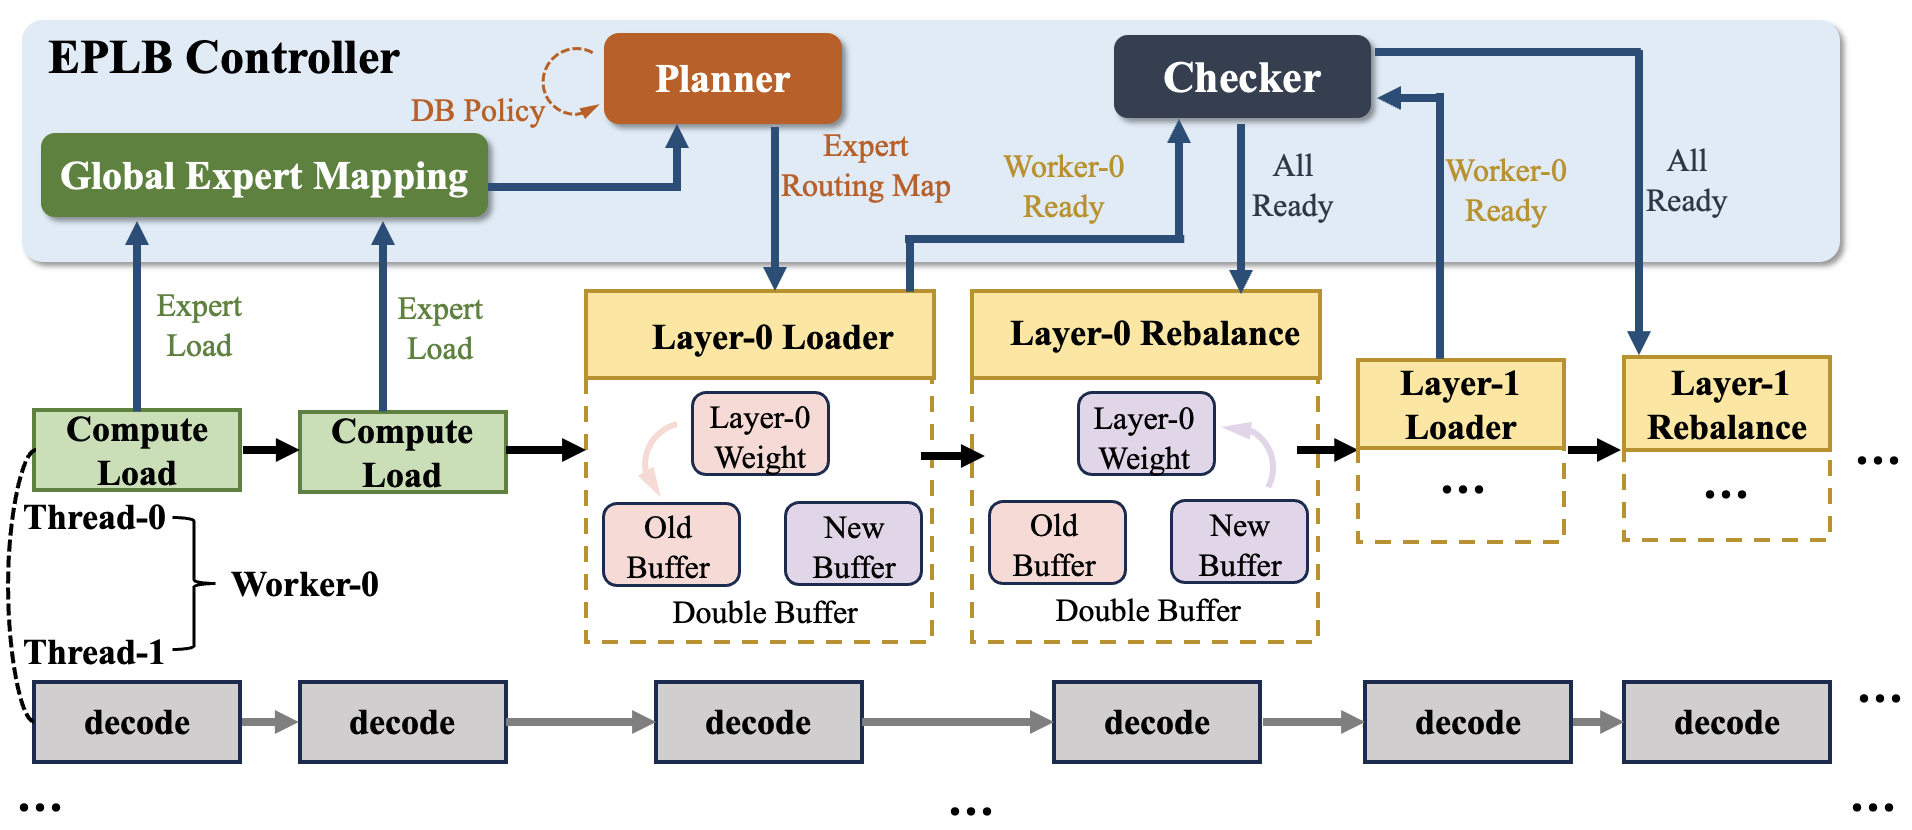 EPLB Controller
Planner
Checker
DB Policy
Global Expert Mapping
Expert
Routing Map
Worker-0
Ready
All
Ready
Worker-0
Ready
All
Ready
Expert
Load
Expert
Load
Layer-0 Loader
Layer-0 Rebalance
Layer-1
Loader
Layer-1
Rebalance
Compute
Load
Compute
Load
Layer-0
Weight
Old
Buffer
New
Buffer
Double Buffer
Layer-0
Weight
Old
Buffer
New
Buffer
Double Buffer
...
...
...
Thread-0
Worker-0
Thread-1
decode
decode
decode
decode
decode
decode
...
...
...
...